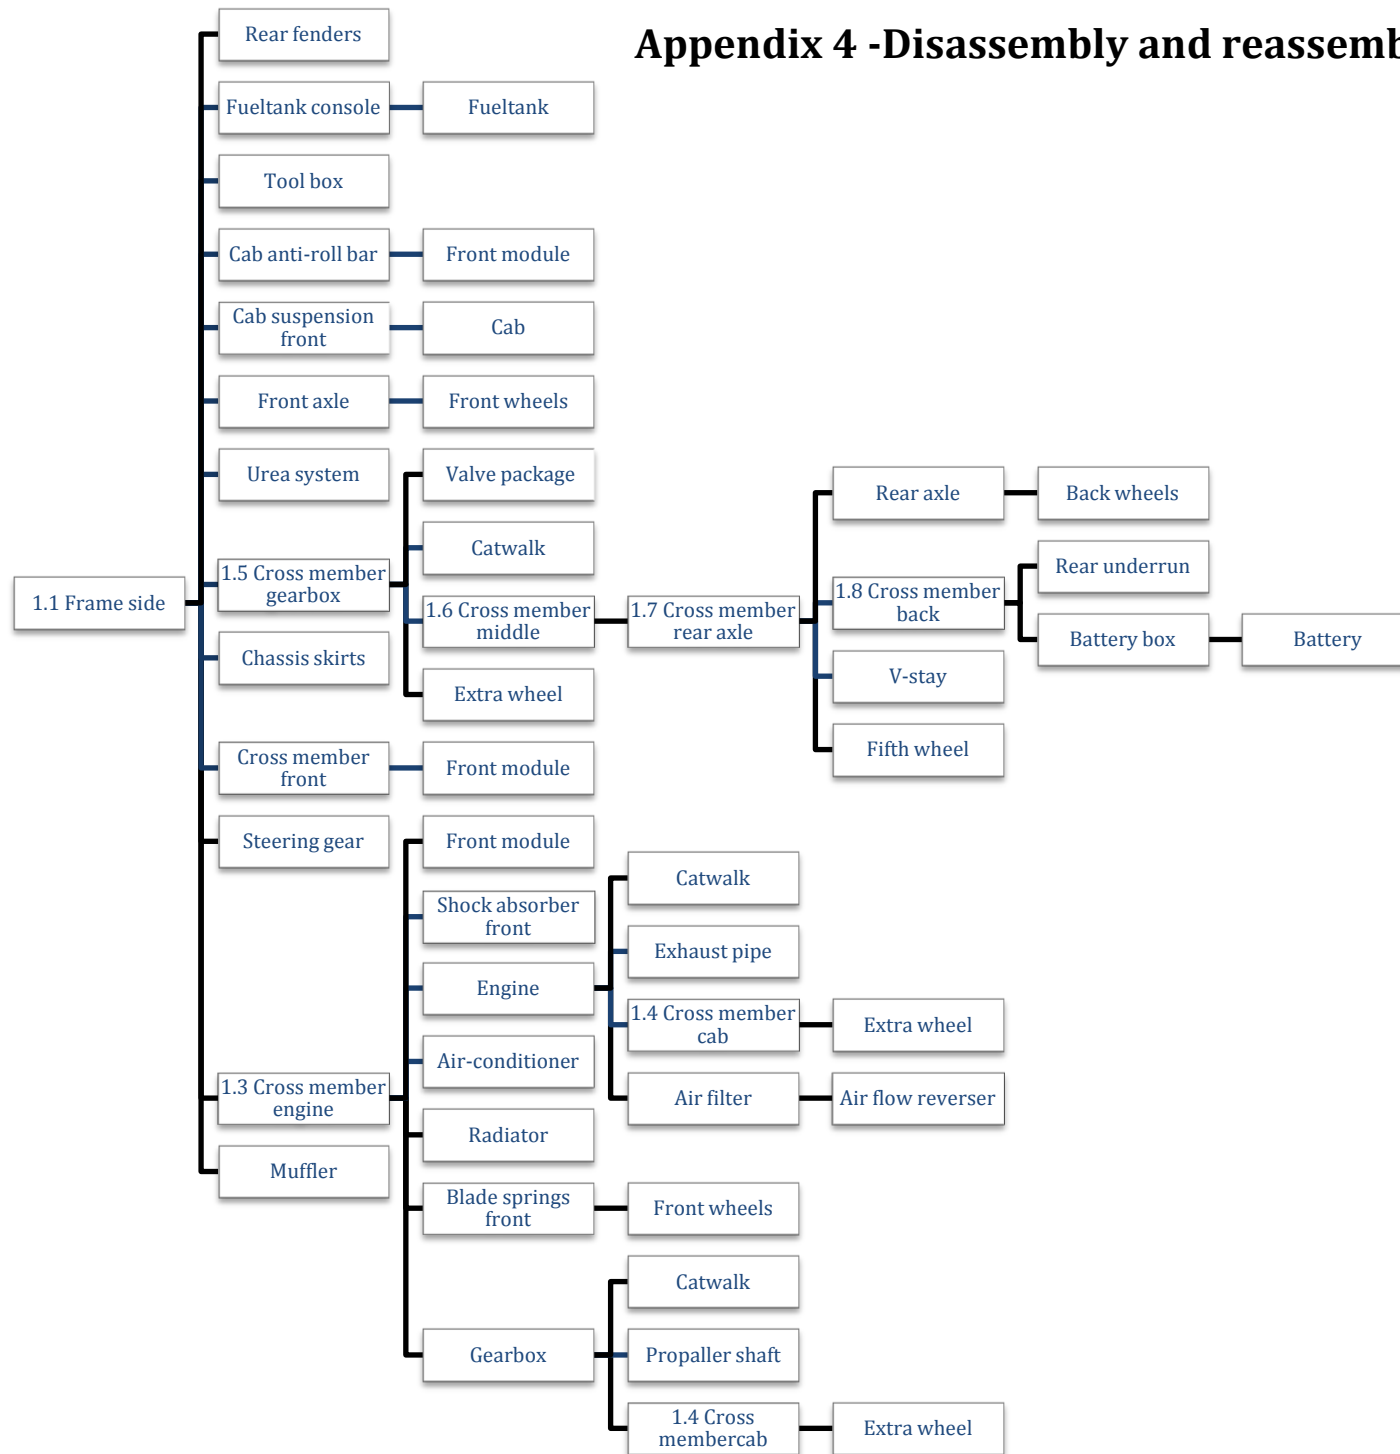 Appendix 4 -Disassembly and reassemb
Rear fenders
Fueltank console
Fueltank
Tool box
Cab anti-roll bar
Front module
Cab suspension
front
Cab
Front axle
Front wheels
Urea system
1.1 Frame side
1.5 Cross member
gearbox
Valve package
Catwalk
1.6 Cross member
middle
Extra wheel
1.7 Cross member
rear axle
Rear axle
Back wheels
1.8 Cross member
back
Rear underrun
Battery box
Battery
V-stay
Fifth wheel
Chassis skirts
Cross member
front
Front module
Steering gear
1.3 Cross member
engine
Front module
Shock absorber
front
Engine
Catwalk
Exhaust pipe
1.4 Cross member
cab
Extra wheel
Air filter
Air flow reverser
Air-conditioner
Radiator
Blade springs
front
Front wheels
Gearbox
Catwalk
Propaller shaft
1.4 Cross
membercab
Extra wheel
Muffler